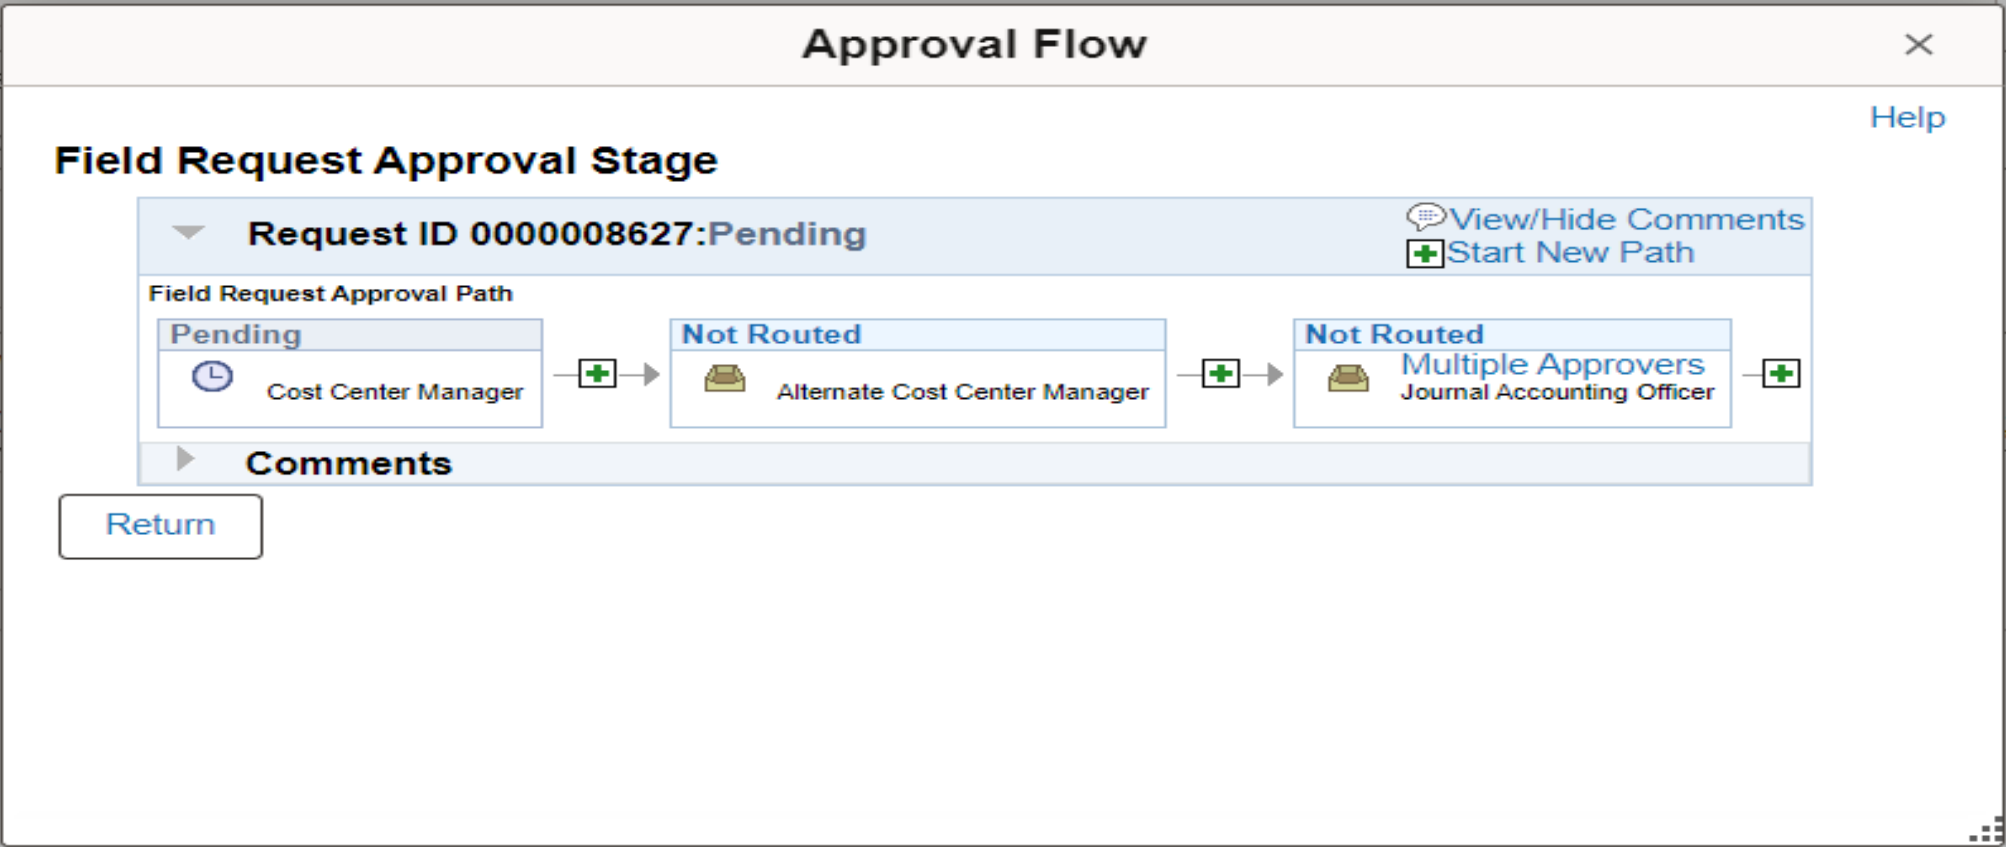 Approval Flow
Help
Field Request Approval Stage
Request ID 0000008627:Pending
View/Hide Comments
Start New Path
Field Request Approval Path
Pending
Cost Center Manager
Not Routed
Alternate Cost Center Manager
Not Routed
Multiple Approvers
Journal Accounting Officer
Comments
Return